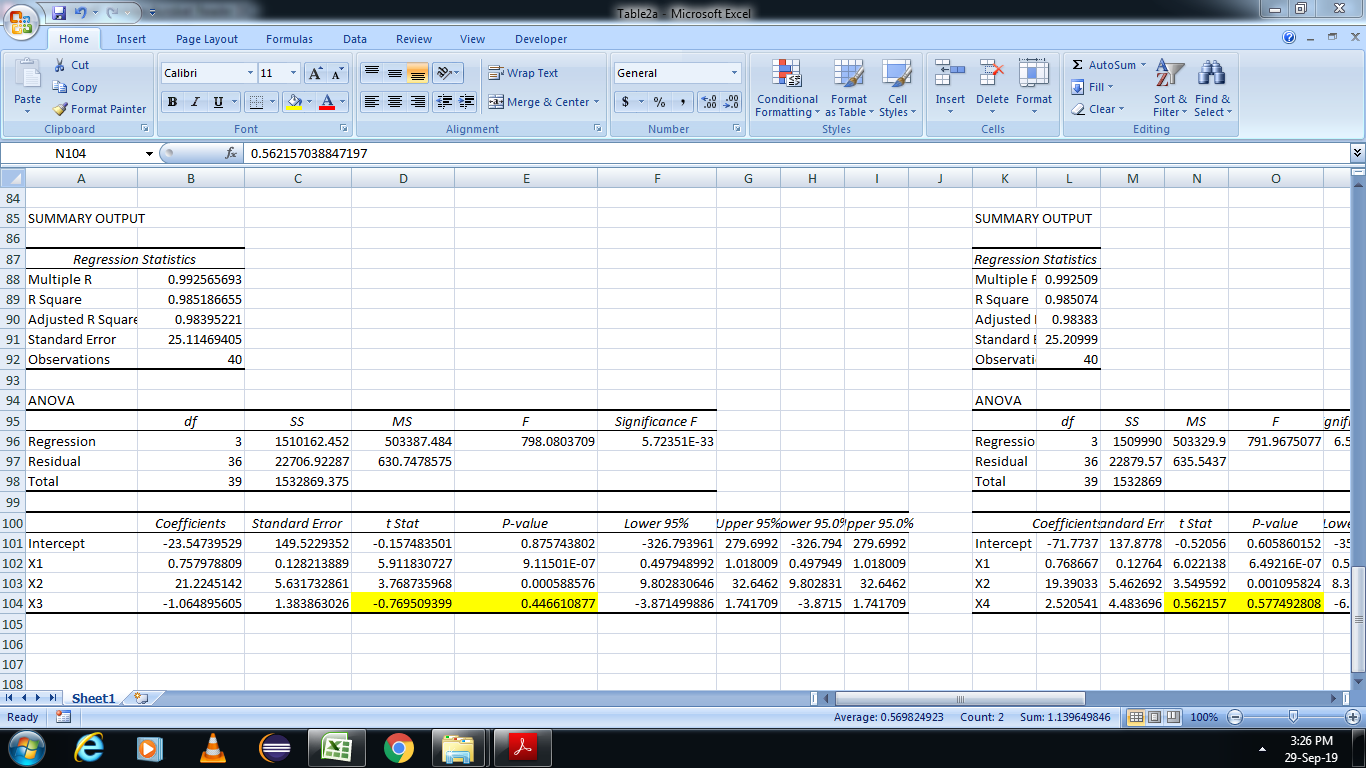 Table2a - Microsoft Excel
Home Insert Page Layout Formulas Data Review View Developer
Paste
Cut
Copy
Format Painter
Clipboard
Calibri 11
B I U
Font
Wrap Text
Merge & Center
Alignment
General
$ % ,
Number
Conditional Formatting
Format as Table
Cell Styles
Styles
Insert Delete Format
Cells
AutoSum
Fill
Clear
Sort & Filter
Find & Select
Editing
N104 fx 0.562157038847197
A B C D E F G H I J K L M N O
84
85 SUMMARY OUTPUT SUMMARY OUTPUT
86
87 Regression Statistics Regression Statistics
88 Multiple R 0.992565693 Multiple R 0.992509
89 R Square 0.985186655 R Square 0.985074
90 Adjusted R Square 0.98395221 Adjusted 0.98383
91 Standard Error 25.11469405 Standard E 25.20999
92 Observations 40 Observati 40
93
94 ANOVA ANOVA
95 df SS MS F Significance F df SS MS F gnifi
96 Regression 3 1510162.452 503387.484 798.0803709 5.72351E-33 Regressio 3 1509990 503329.9 791.9675077 6.5
97 Residual 36 22706.92287 630.7478575 Residual 36 22879.57 635.5437
98 Total 39 1532869.375 Total 39 1532869
99
100 Coefficients Standard Error t Stat P-value Lower 95% Upper 95% ower 95.0% pper 95.0% Coefficients andard Err t Stat P-value Lowe
101 Intercept -23.54739529 149.5229352 -0.157483501 0.875743802 -326.793961 279.6992 -326.794 279.6992 Intercept -71.7737 137.8778 -0.52056 0.605860152 -35
102 X1 0.757978809 0.128213889 5.911830727 9.11501E-07 0.497948992 1.018009 0.497949 1.018009 X1 0.768667 0.12764 6.022138 6.49216E-07 0.5
103 X2 21.2245142 5.631732861 3.768735968 0.000588576 9.802830646 32.6462 9.802831 32.6462 X2 19.39033 5.462692 3.549592 0.001095824 8.3
104 X3 -1.064895605 1.383863026 -0.769509399 0.446610877 -3.871499886 1.741709 -3.8715 1.741709 X4 2.520541 4.483696 0.562157 0.577492808 -6.
105
106
107
108
Sheet1
Ready Average: 0.569824923 Count: 2 Sum: 1.139649846 100%
3:26 PM
29-Sep-19